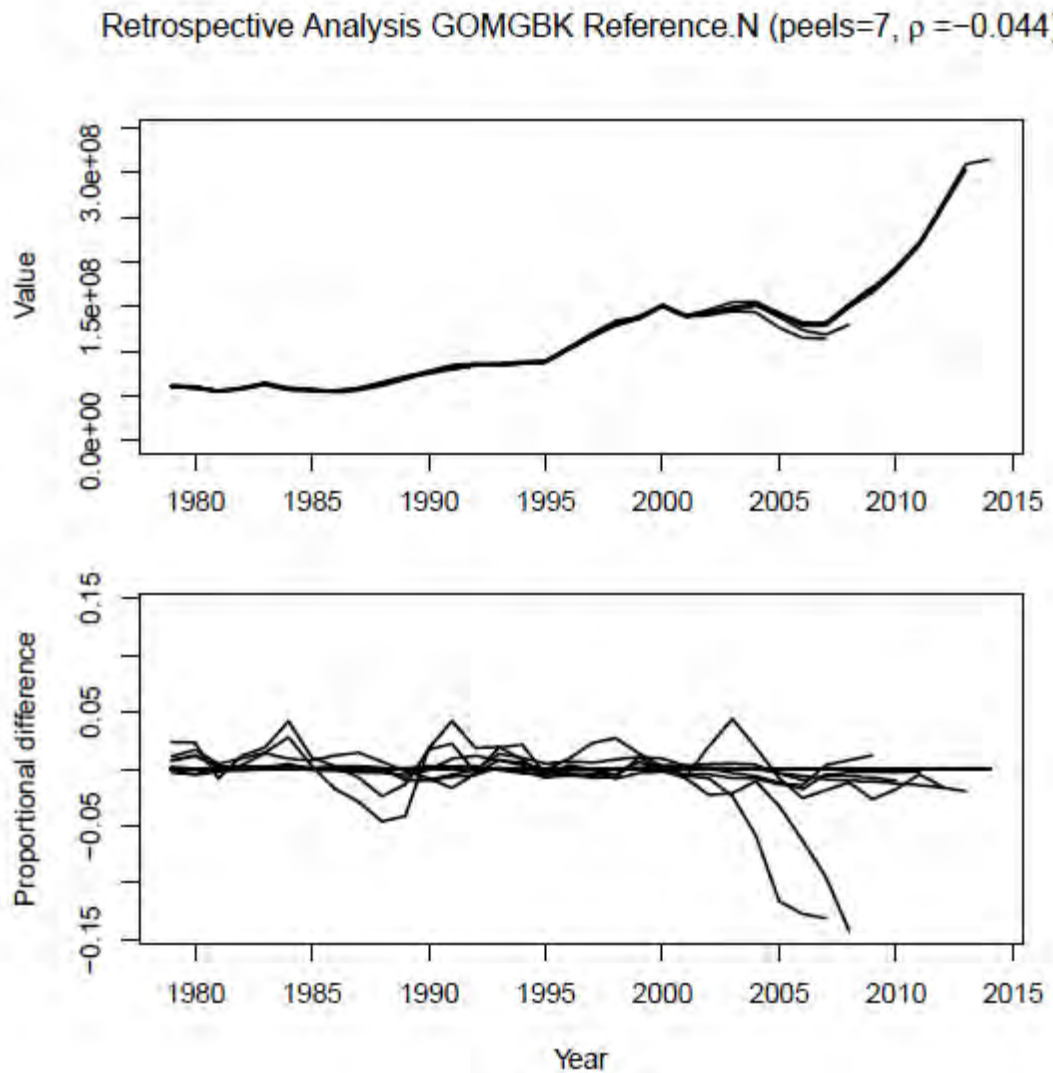 Retrospective Analysis GOMGBK Reference.N (peels=7, ρ =−0.044)
Value
3.0e+08
1.5e+08
0.0e+00
1980 1985 1990 1995 2000 2005 2010 2015
Proportional difference
0.15
0.05
−0.05
−0.15
1980 1985 1990 1995 2000 2005 2010 2015
Year